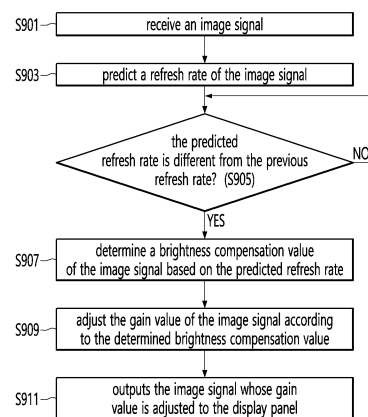 S901 receive an image signal
S903 predict a refresh rate of the image signal
the predicted
refresh rate is different from the previous
refresh rate? (S905)
NO
YES
S907 determine a brightness compensation value
of the image signal based on the predicted refresh rate
S909 adjust the gain value of the image signal according
to the determined brightness compensation value
S911 outputs the image signal whose gain
value is adjusted to the display panel